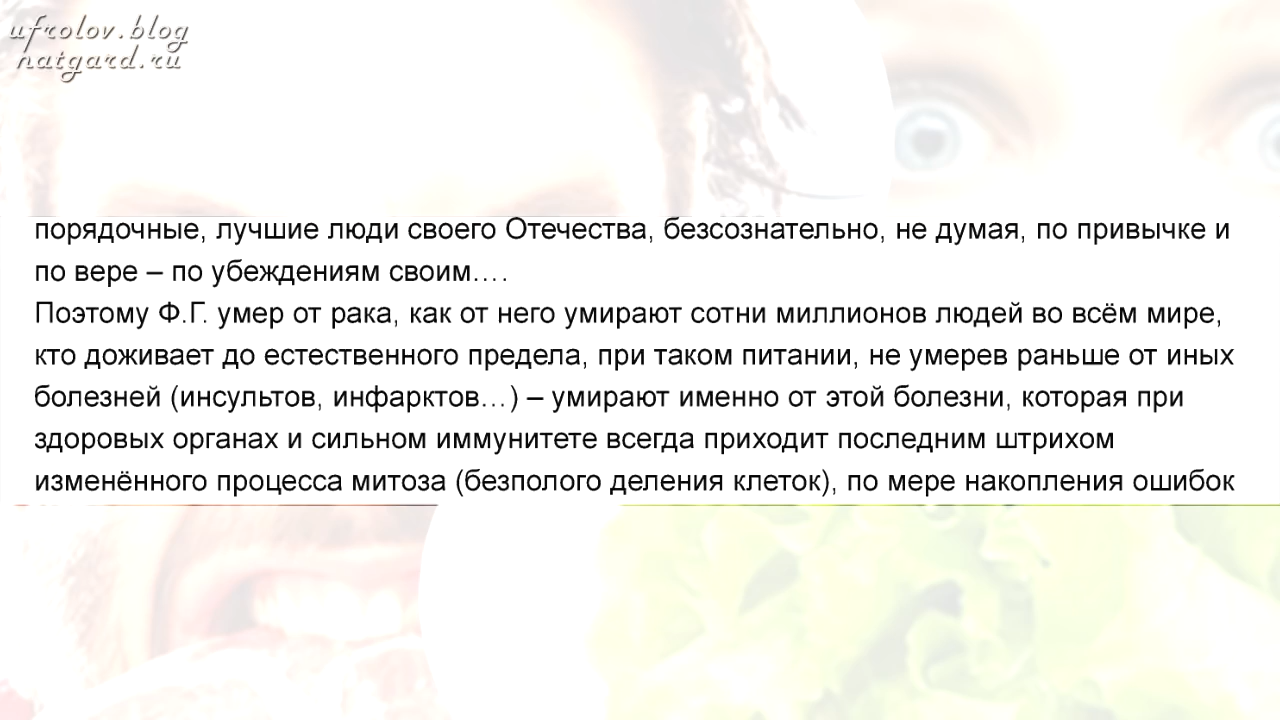 ufrolov.blog
natgard.ru
порядочные, лучшие люди своего Отечества, безсознательно, не думая, по привычке и
по вере – по убеждениям своим….
Поэтому Ф.Г. умер от рака, как от него умирают сотни миллионов людей во всём мире,
кто доживает до естественного предела, при таком питании, не умерев раньше от иных
болезней (инсультов, инфарктов…) – умирают именно от этой болезни, которая при
здоровых органах и сильном иммунитете всегда приходит последним штрихом
изменённого процесса митоза (безполого деления клеток), по мере накопления ошибок